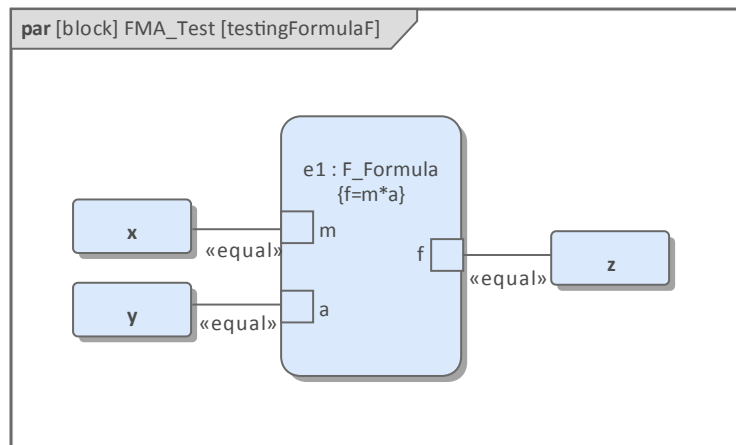 par [block] FMA_Test [testingFormulaF]
e1 : F_Formula
{f=m*a}
x
«equal»
m
f
«equal»
z
y
«equal»
a